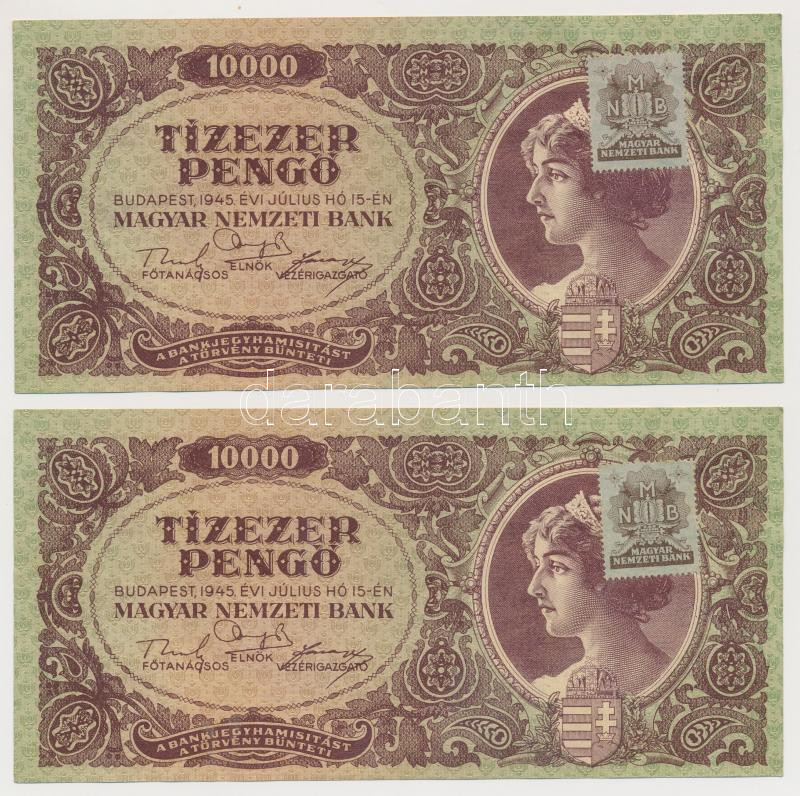 10000
TÍZEZER
PENGŐ
BUDAPEST, 1945. ÉVI JÚLIUS HÓ 15-ÉN
MAGYAR NEMZETI BANK
FŐTANÁCSOS
ELNÖK
VEZÉRIGAZGATÓ
A BANKJEGYHAMISITÁST
A TÖRVÉNY BÜNTETI
M
N B
MAGYAR
NEMZETI BANK
darabanth
10000
TÍZEZER
PENGŐ
BUDAPEST, 1945. ÉVI JÚLIUS HÓ 15-ÉN
MAGYAR NEMZETI BANK
FŐTANÁCSOS
ELNÖK
VEZÉRIGAZGATÓ
A BANKJEGYHAMISITÁST
A TÖRVÉNY BÜNTETI
M
N B
MAGYAR
NEMZETI BANK